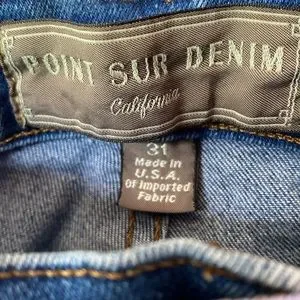 POINT SUR DENIM
California
31
Made In
U.S.A.
Of Imported
Fabric